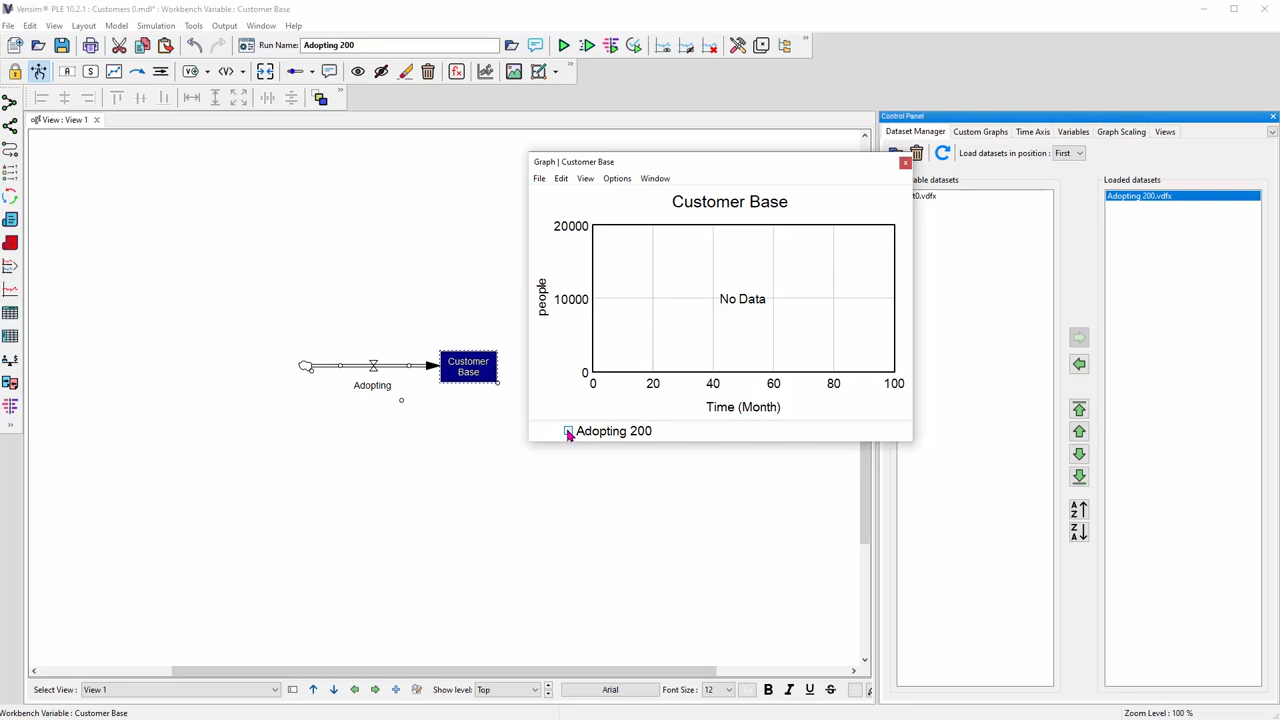 Vensim® PLE 10.2.1 : Customers 0.mdl* : Workbench Variable : Customer Base
File Edit View Layout Model Simulation Tools Output Window Help
Run Name: Adopting 200
View : View 1
Control Panel
Dataset Manager Custom Graphs Time Axis Variables Graph Scaling Views
Load datasets in position : First
able datasets
Loaded datasets
t0.vdfx
Adopting 200.vdfx
Graph | Customer Base
File Edit View Options Window
Customer Base
20000
10000
0
people
No Data
0 20 40 60 80 100
Time (Month)
Adopting 200
Customer
Base
Adopting
Select View : View 1
Show level: Top
Arial
Font Size : 12
B I U S
Workbench Variable : Customer Base
Zoom Level : 100 %